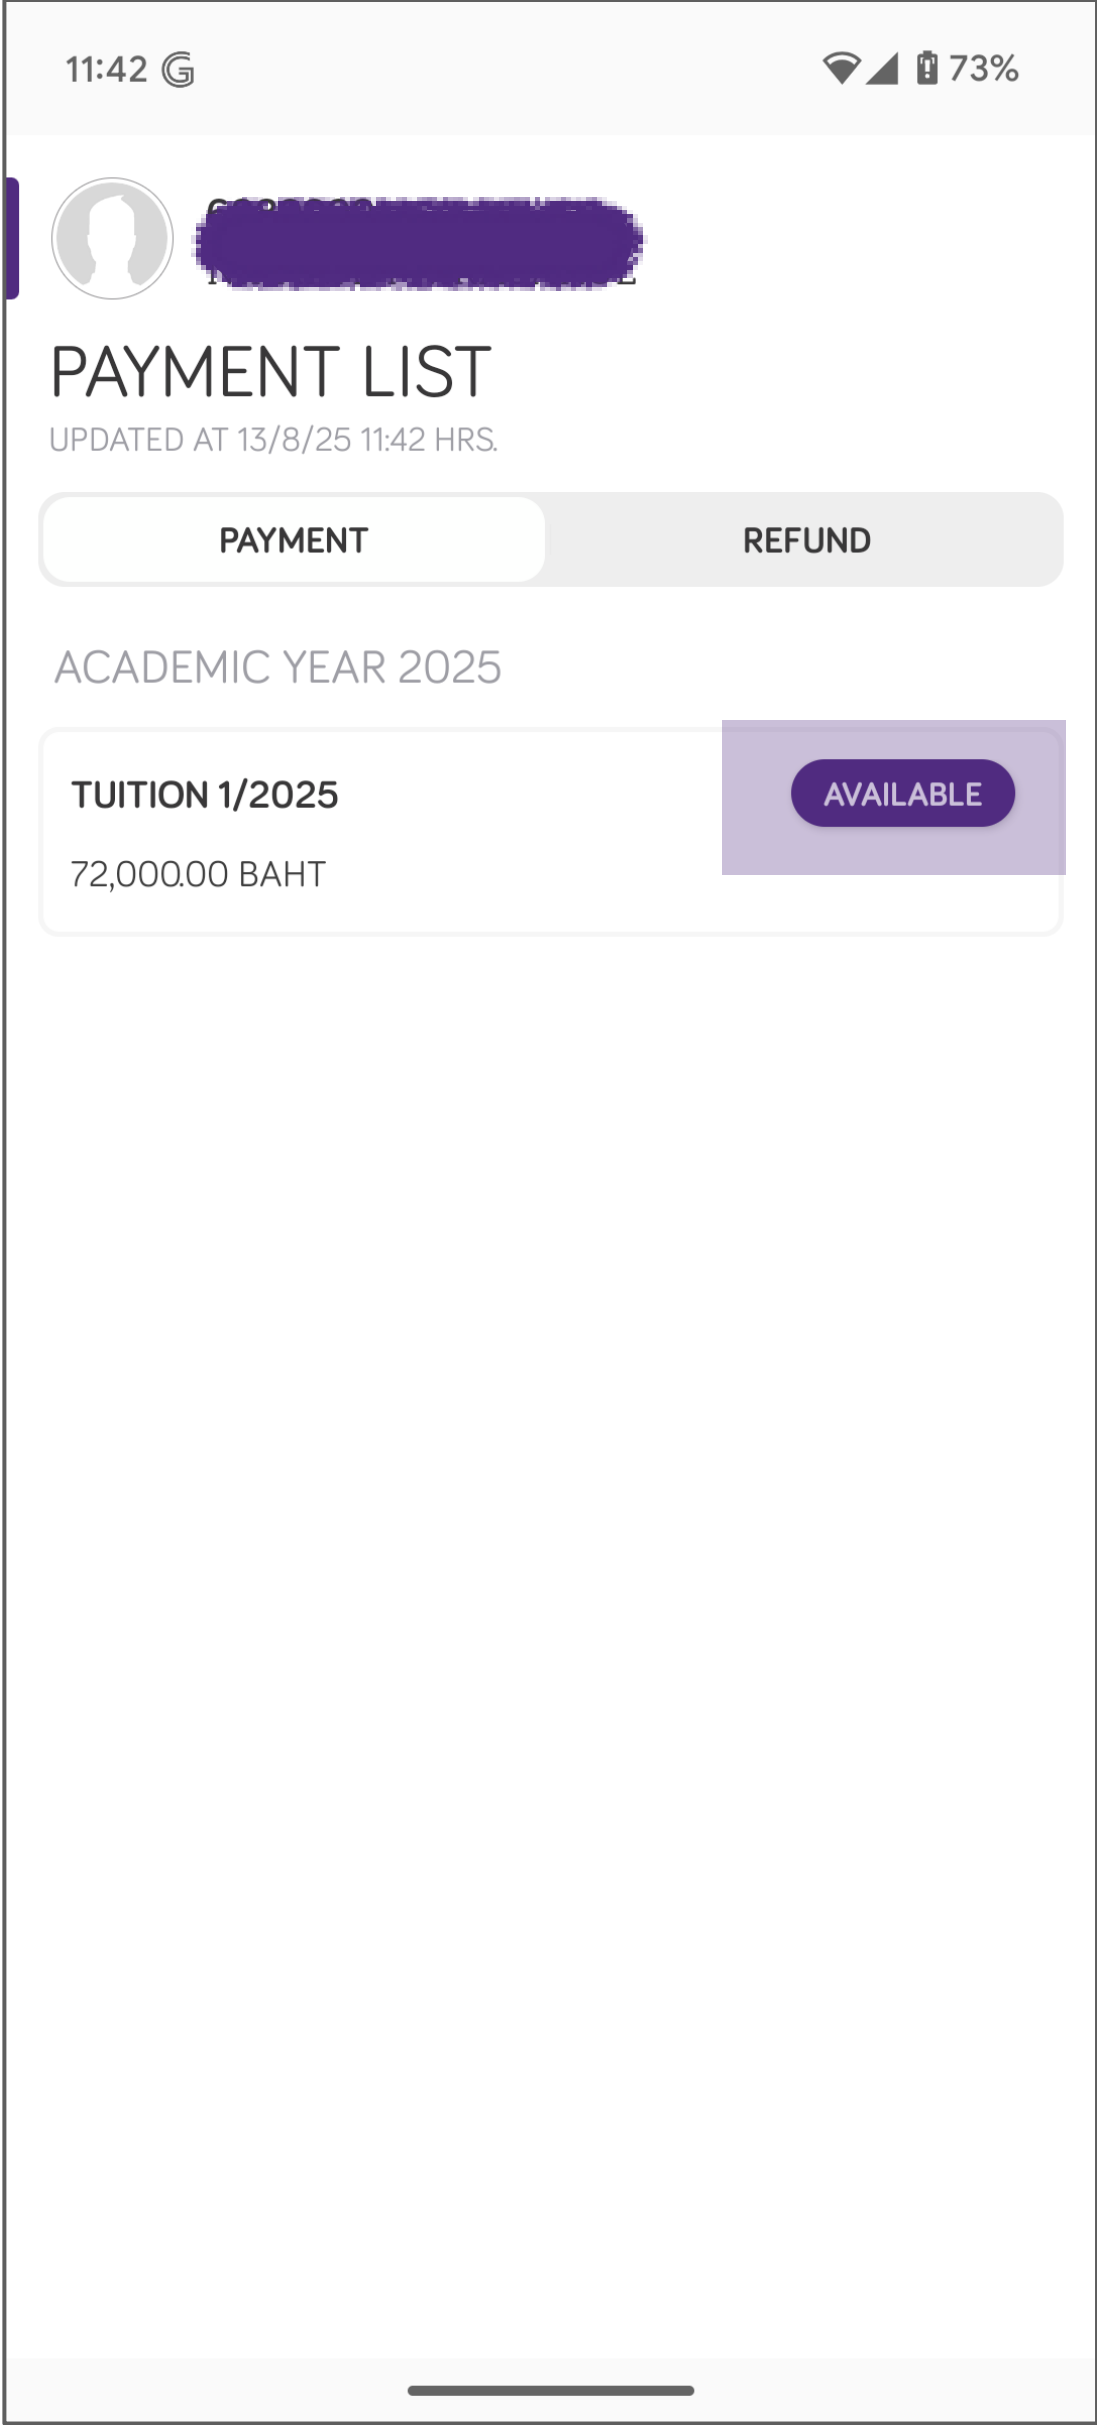 11:42 G 73%
PAYMENT LIST
UPDATED AT 13/8/25 11:42 HRS.
PAYMENT REFUND
ACADEMIC YEAR 2025
TUITION 1/2025 AVAILABLE
72,000.00 BAHT